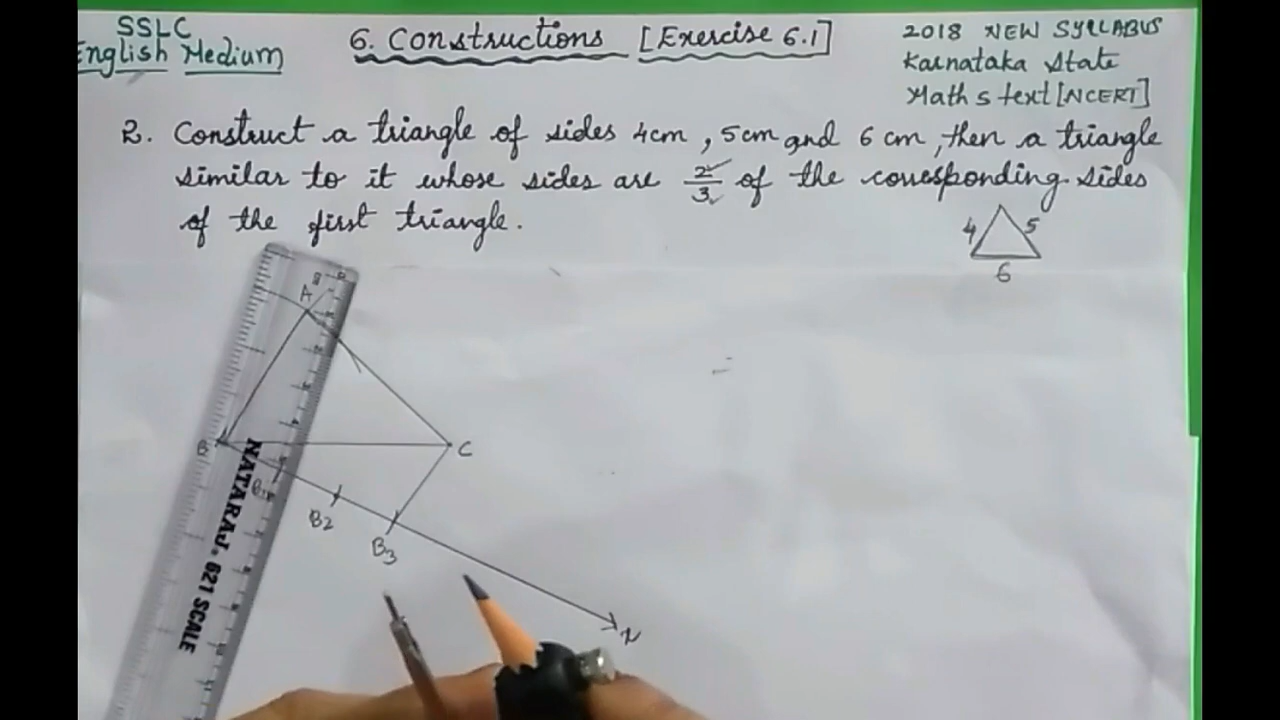 SSLC
English Medium
6. Constructions [Exercise 6.1]
2018 NEW SYLLABUS
Karnataka State
Maths text [NCERT]
2. Construct a triangle of sides 4cm, 5cm and 6cm, then a triangle
similar to it whose sides are 2/3 of the corresponding sides
of the first triangle.
4 5
6
A
B
C
B1
B2
B3
X
NATARAJ. 621 SCALE